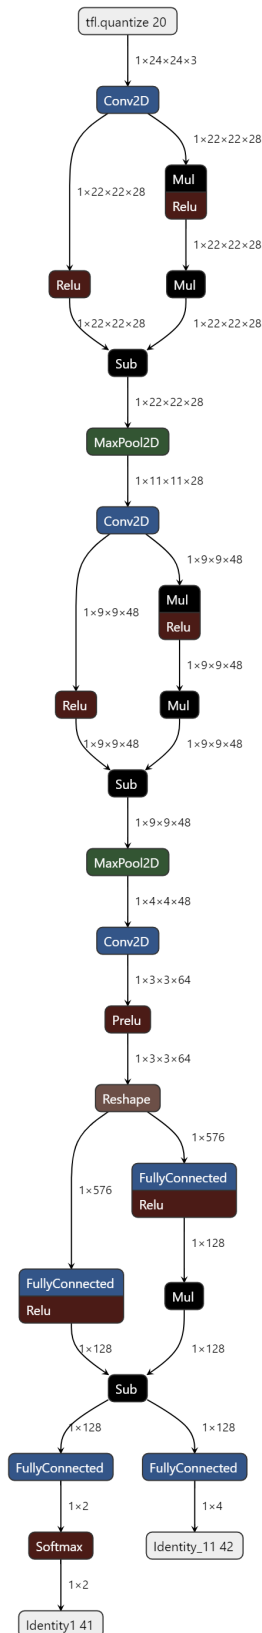 tfl.quantize 20
1×24×24×3
Conv2D
1×22×22×28
1×22×22×28
Mul
Relu
1×22×22×28
Relu
Mul
1×22×22×28
1×22×22×28
Sub
1×22×22×28
MaxPool2D
1×11×11×28
Conv2D
1×9×9×48
1×9×9×48
Mul
Relu
1×9×9×48
Relu
Mul
1×9×9×48
1×9×9×48
Sub
1×9×9×48
MaxPool2D
1×4×4×48
Conv2D
1×3×3×64
Prelu
1×3×3×64
Reshape
1×576
1×576
FullyConnected
Relu
1×128
FullyConnected
Relu
Mul
1×128
1×128
Sub
1×128
1×128
FullyConnected
FullyConnected
1×2
1×4
Softmax
Identity_11 42
1×2
Identity1 41